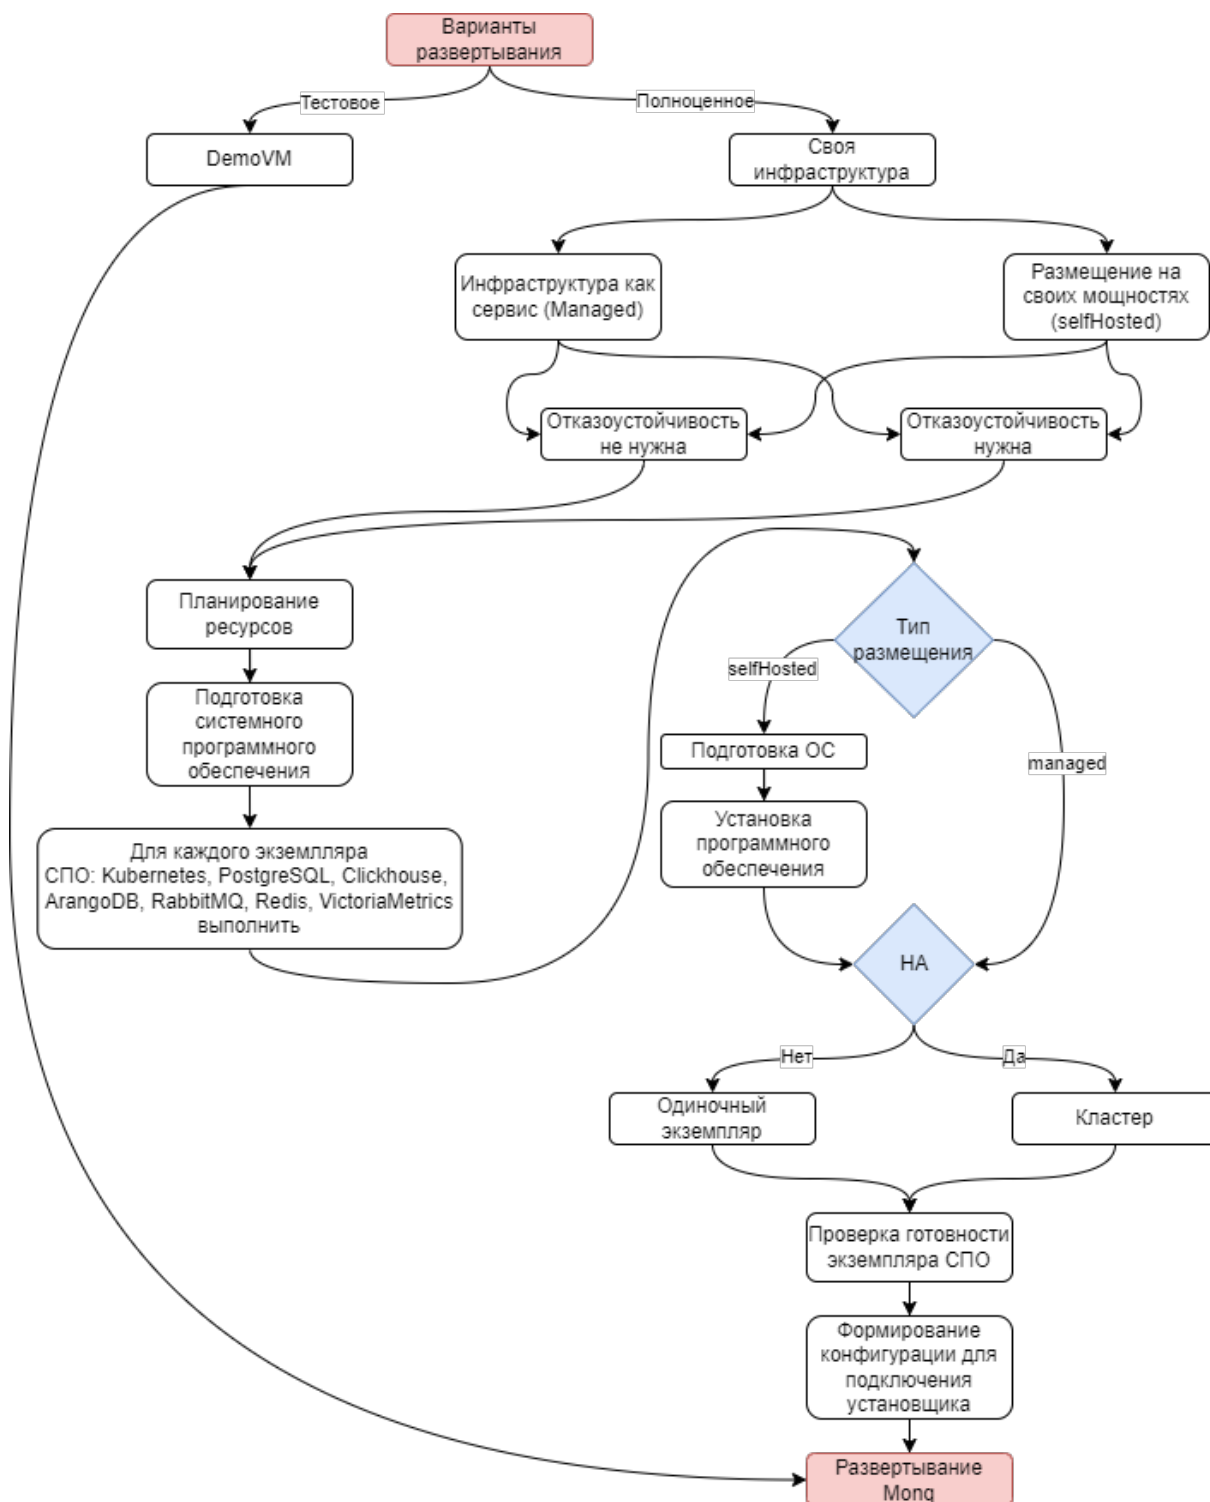 Варианты
развертывания
Тестовое
Полноценное
DemoVM
Своя
инфраструктура
Инфраструктура как
сервис (Managed)
Размещение на
своих мощностях
(selfHosted)
Отказоустойчивость
не нужна
Отказоустойчивость
нужна
Планирование
ресурсов
Подготовка
системного
программного
обеспечения
Для каждого экземлляра
СПО: Kubernetes, PostgreSQL, Clickhouse,
ArangoDB, RabbitMQ, Redis, VictoriaMetrics
выполнить
Тип
размещения
selfHosted
managed
Подготовка ОС
Установка
программного
обеспечения
HA
Нет
Да
Одиночный
экземпляр
Кластер
Проверка готовности
экземпляра СПО
Формирование
конфигурации для
подключения
установщика
Развертывание
Monq